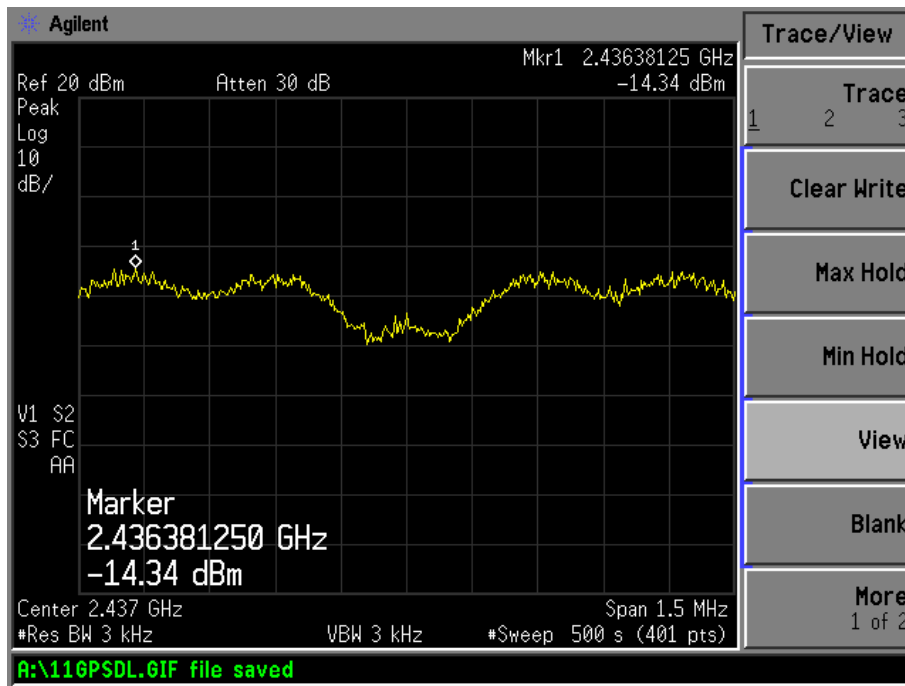 Agilent
Trace/View
Mkr1 2.43638125 GHz
Ref 20 dBm Atten 30 dB -14.34 dBm
Peak
Log
10
dB/
1
V1 S2
S3 FC
AA
Marker
2.436381250 GHz
-14.34 dBm
Center 2.437 GHz Span 1.5 MHz
#Res BW 3 kHz VBW 3 kHz #Sweep 500 s (401 pts)
A:\11GPSDL.GIF file saved
Trace
1 2 3
Clear Write
Max Hold
Min Hold
View
Blank
More
1 of 2